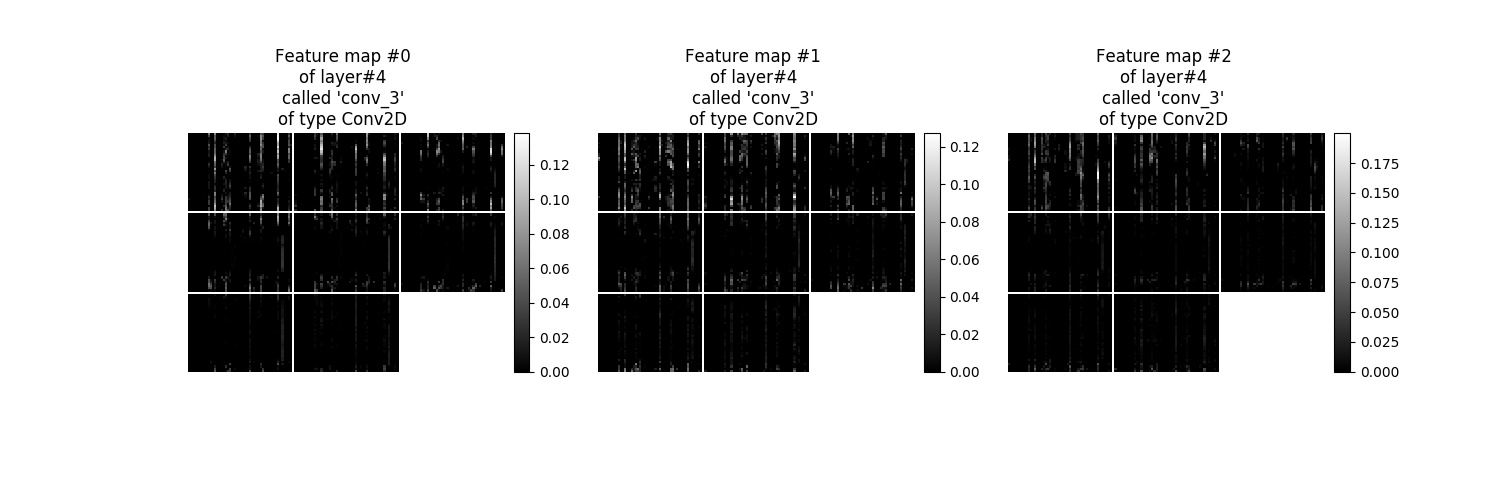 Feature map #0
of layer#4
called 'conv_3'
of type Conv2D
0.12
0.10
0.08
0.06
0.04
0.02
0.00
Feature map #1
of layer#4
called 'conv_3'
of type Conv2D
0.12
0.10
0.08
0.06
0.04
0.02
0.00
Feature map #2
of layer#4
called 'conv_3'
of type Conv2D
0.175
0.150
0.125
0.100
0.075
0.050
0.025
0.000